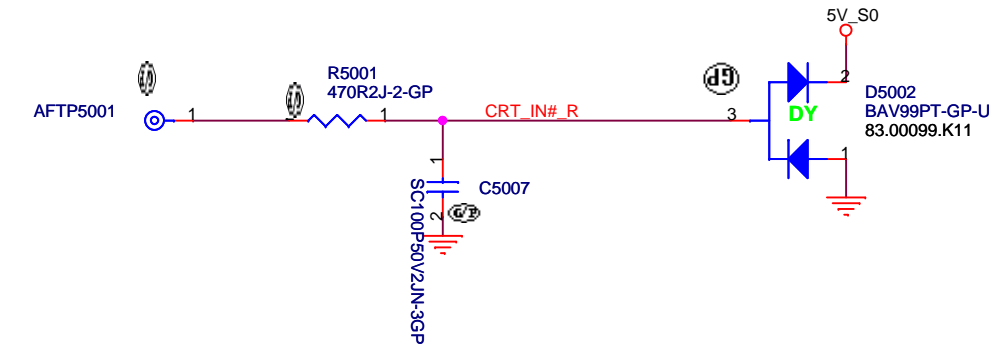 5V_S0
AFTP5001
1
R5001
470R2J-2-GP
1
CRT_IN#_R
GP
3
2
DY
D5002
BAV99PT-GP-U
83.00099.K11
1
1
SC100P50V2JN-3GP
C5007
2
G/P